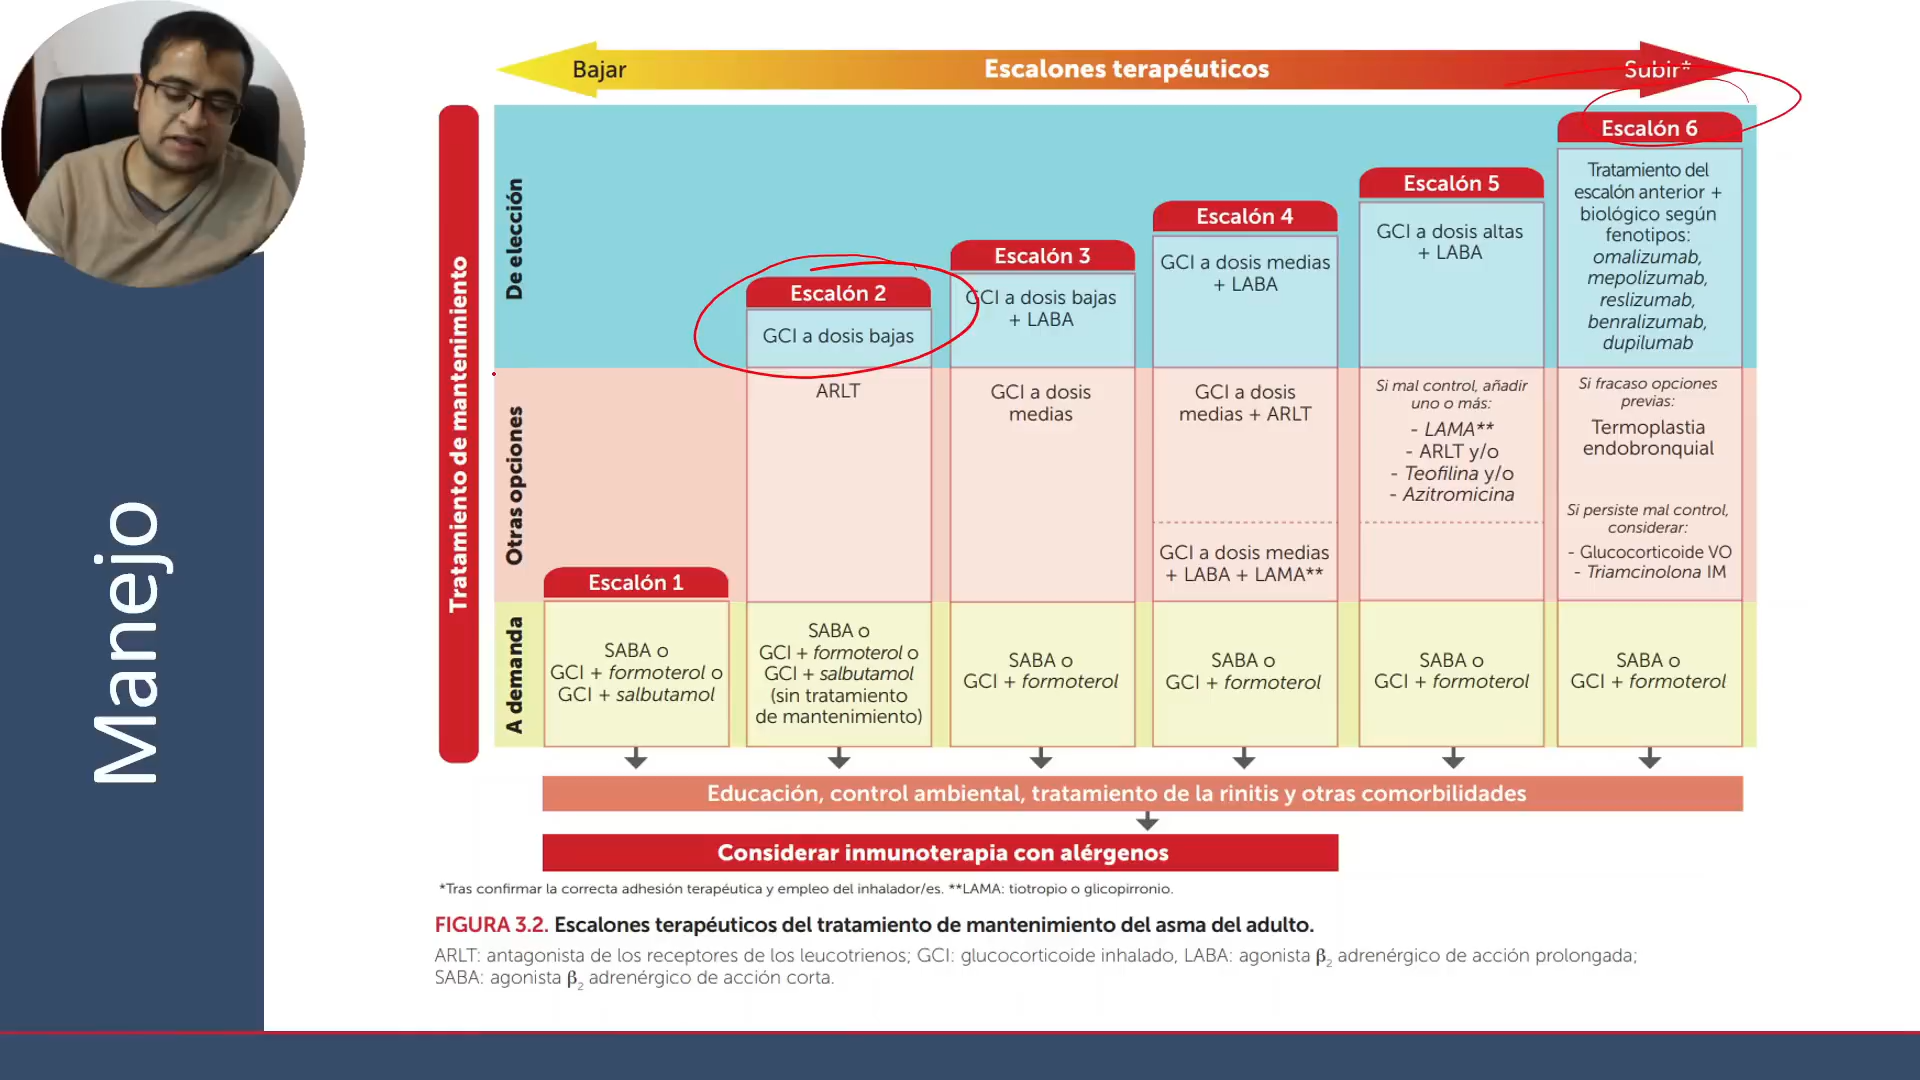 Manejo
Bajar
Escalones terapéuticos
Subir*
Tratamiento de mantenimiento
De elección
Otras opciones
A demanda
Escalón 1
SABA o
GCI + formoterol o
GCI + salbutamol
Escalón 2
GCI a dosis bajas
ARLT
SABA o
GCI + formoterol o
GCI + salbutamol
(sin tratamiento
de mantenimiento)
Escalón 3
GCI a dosis bajas
+ LABA
GCI a dosis
medias
SABA o
GCI + formoterol
Escalón 4
GCI a dosis medias
+ LABA
GCI a dosis
medias + ARLT
GCI a dosis medias
+ LABA + LAMA**
SABA o
GCI + formoterol
Escalón 5
GCI a dosis altas
+ LABA
Si mal control, añadir
uno o más:
- LAMA**
- ARLT y/o
- Teofilina y/o
- Azitromicina
SABA o
GCI + formoterol
Escalón 6
Tratamiento del
escalón anterior +
biológico según
fenotipos:
omalizumab,
mepolizumab,
reslizumab,
benralizumab,
dupilumab
Si fracaso opciones
previas:
Termoplastia
endobronquial
Si persiste mal control,
considerar:
- Glucocorticoide VO
- Triamcinolona IM
SABA o
GCI + formoterol
Educación, control ambiental, tratamiento de la rinitis y otras comorbilidades
Considerar inmunoterapia con alérgenos
*Tras confirmar la correcta adhesión terapéutica y empleo del inhalador/es. **LAMA: tiotropio o glicopirronio.
FIGURA 3.2. Escalones terapéuticos del tratamiento de mantenimiento del asma del adulto.
ARLT: antagonista de los receptores de los leucotrienos; GCI: glucocorticoide inhalado, LABA: agonista β2 adrenérgico de acción prolongada;
SABA: agonista β2 adrenérgico de acción corta.